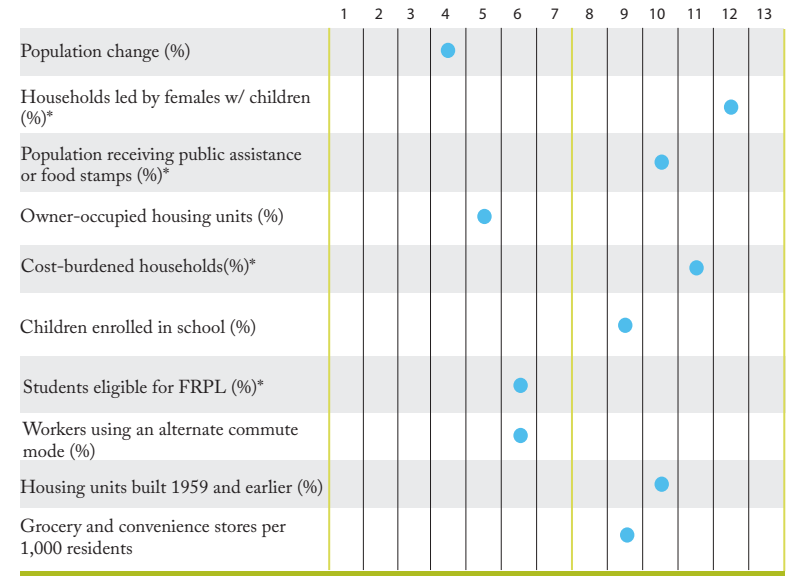 1 2 3 4 5 6 7 8 9 10 11 12 13
Population change (%)
Households led by females w/ children
(%)*
Population receiving public assistance
or food stamps (%)*
Owner-occupied housing units (%)
Cost-burdened households(%)*
Children enrolled in school (%)
Students eligible for FRPL (%)*
Workers using an alternate commute
mode (%)
Housing units built 1959 and earlier (%)
Grocery and convenience stores per
1,000 residents